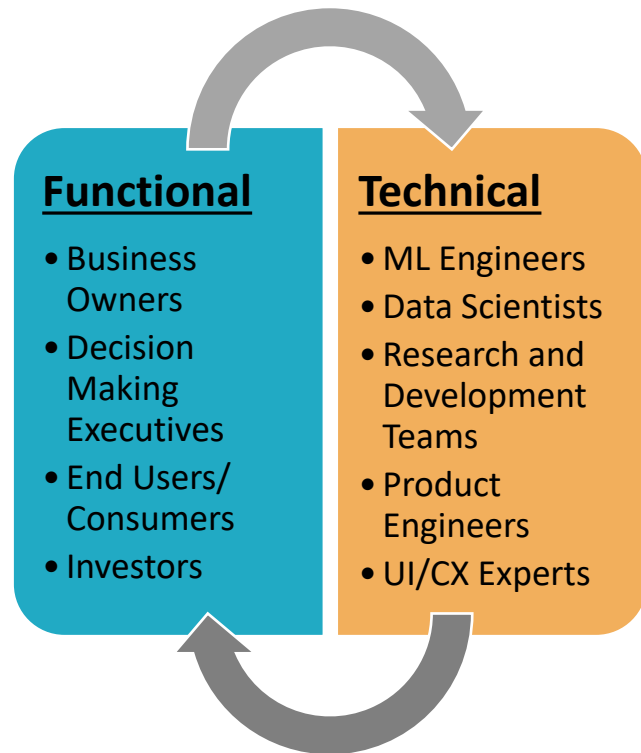 Functional
• Business
Owners
• Decision
Making
Executives
• End Users/
Consumers
• Investors
Technical
• ML Engineers
• Data Scientists
• Research and
Development
Teams
• Product
Engineers
• UI/CX Experts